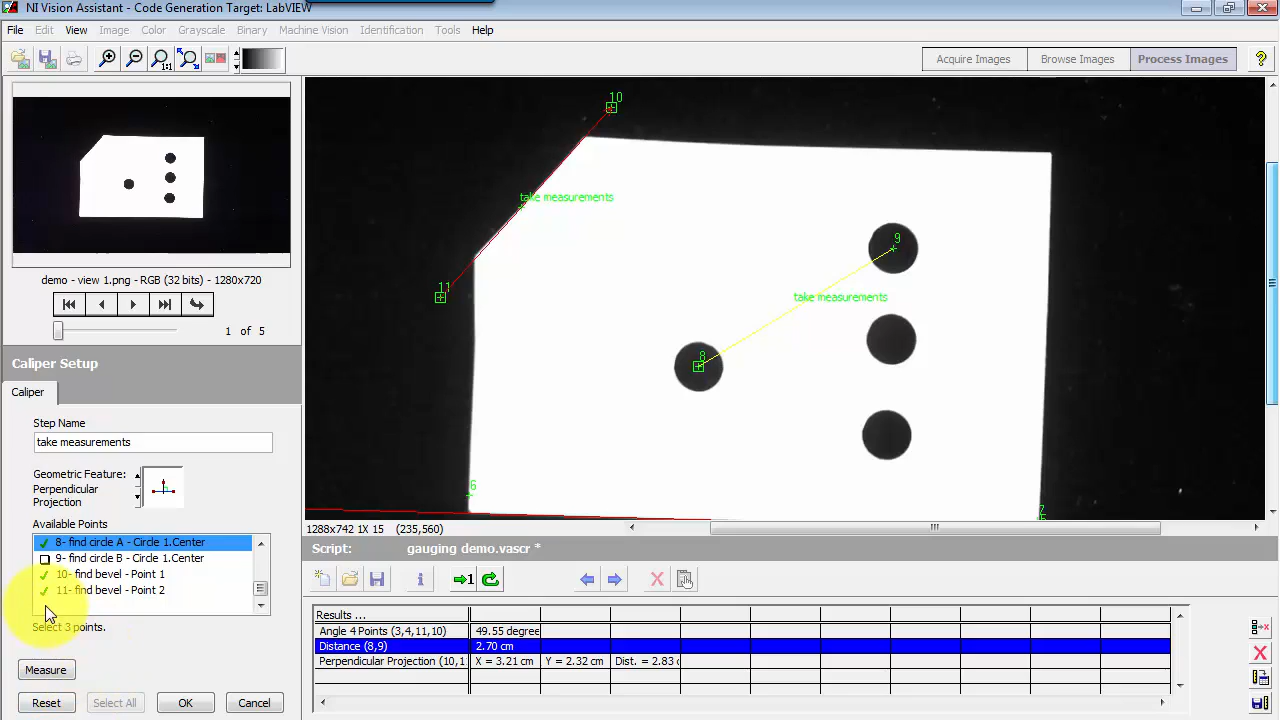 NI Vision Assistant - Code Generation Target: LabVIEW
File Edit View Image Color Grayscale Binary Machine Vision Identification Tools Help
1:1
Acquire Images Browse Images Process Images ?
demo - view 1.png - RGB (32 bits) - 1280x720
1 of 5
Caliper Setup
Caliper
Step Name
take measurements
Geometric Feature:
Perpendicular
Projection
Available Points
8- find circle A - Circle 1.Center
9- find circle B - Circle 1.Center
10- find bevel - Point 1
11- find bevel - Point 2
Select 3 points.
Measure
Reset Select All OK Cancel
10
take measurements
9
11
take measurements
8
6
7
1288x742 1X 15 (235,560)
Script: gauging demo.vascr *
Results ...
Angle 4 Points (3,4,11,10) 49.55 degree
Distance (8,9) 2.70 cm
Perpendicular Projection (10,1 X = 3.21 cm Y = 2.32 cm Dist. = 2.83